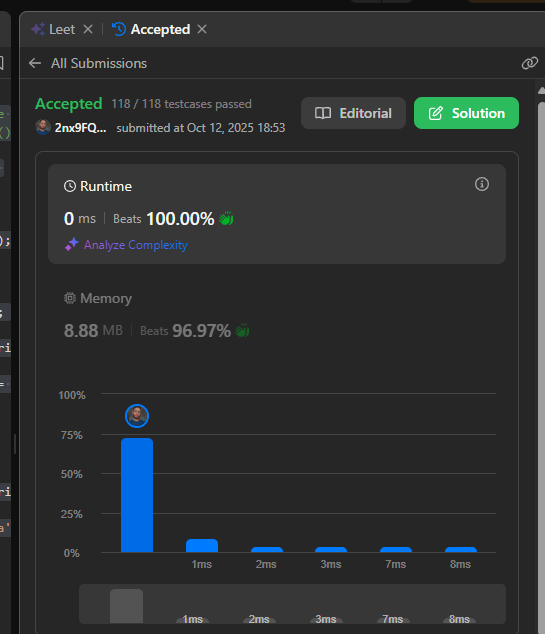 Leet
Accepted
All Submissions
Accepted 118 / 118 testcases passed
2nx9FQ... submitted at Oct 12, 2025 18:53
Editorial
Solution
Runtime
0 ms Beats 100.00%
Analyze Complexity
Memory
8.88 MB Beats 96.97%
100%
75%
50%
25%
0%
1ms 2ms 3ms 7ms 8ms
1ms 2ms 3ms 7ms 8ms
e
()
);
;
ri
=
ri
a'